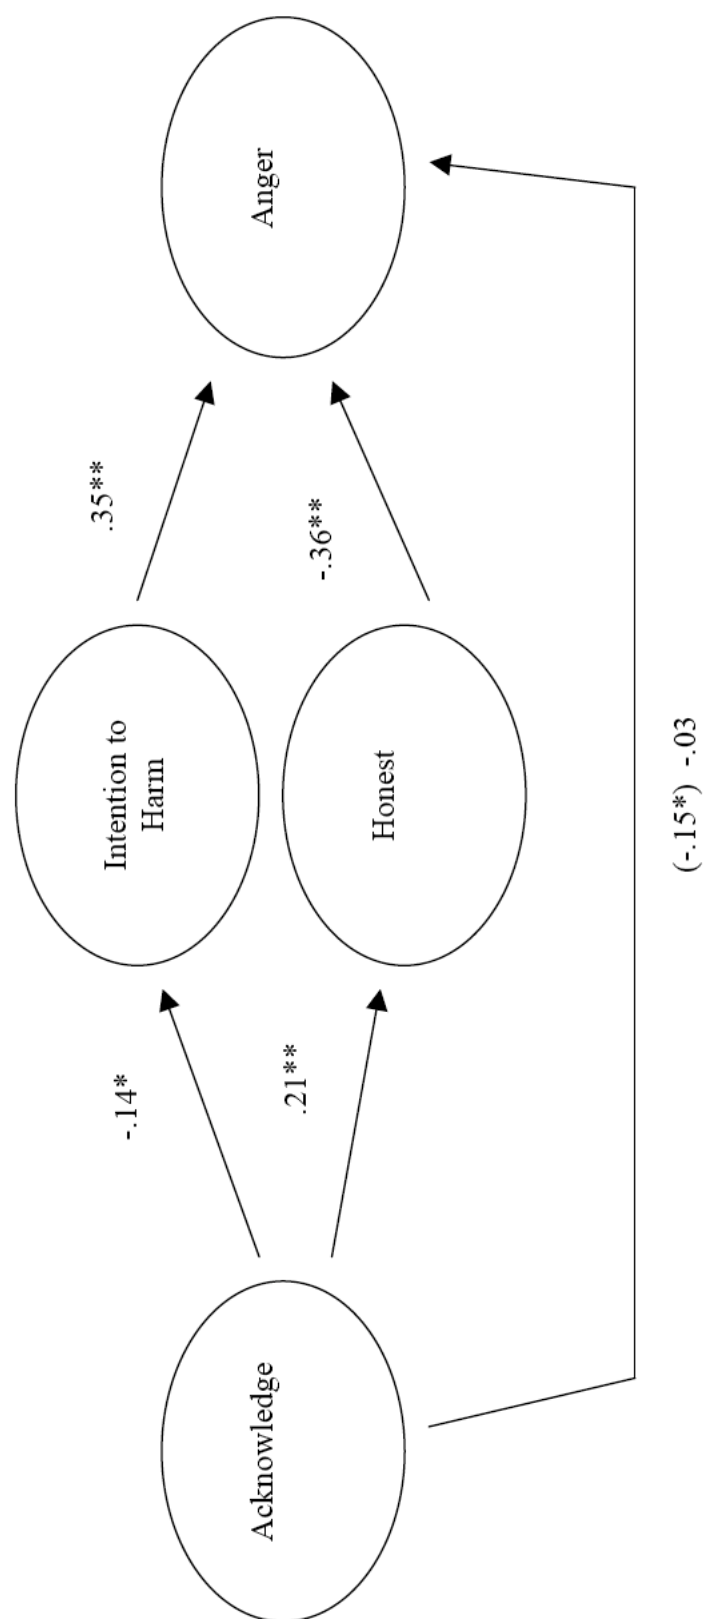 Acknowledge
-.14*
.21**
Intention to
Harm
Honest
.35**
-.36**
Anger
(-.15*) -.03